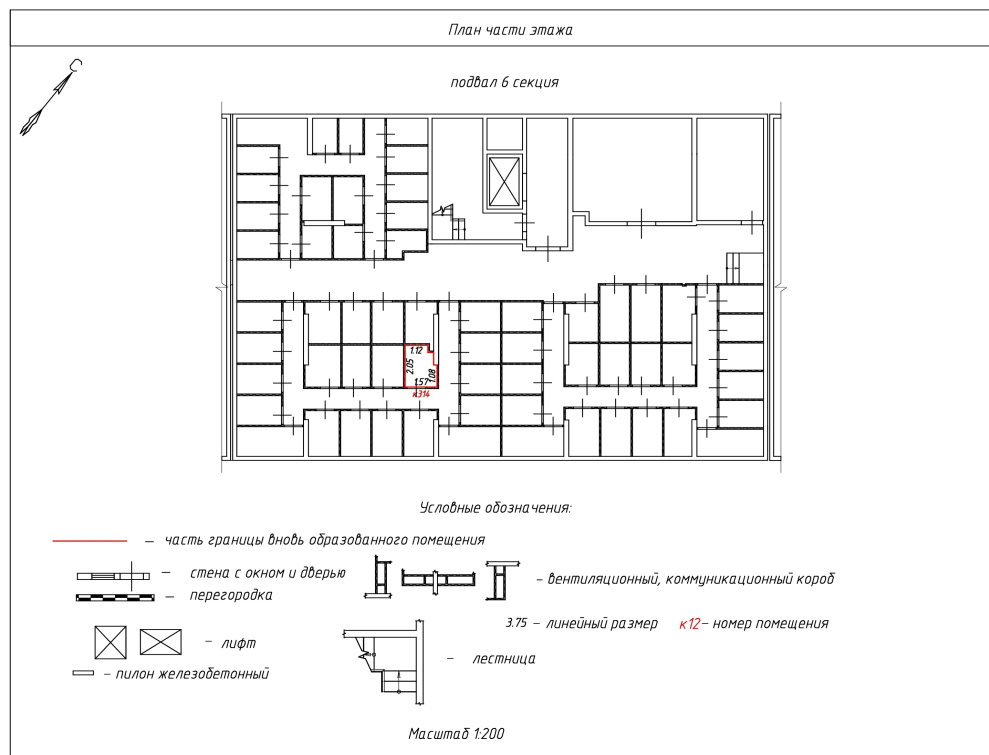 План части этажа
С
подвал 6 секция
1.12
2.05
1.08
1.57
к314
Условные обозначения:
— часть границы вновь образованного помещения
— стена с окном и дверью
— перегородка
— вентиляционный, коммуникационный короб
3.75 — линейный размер к12 — номер помещения
— лифт
— лестница
— пилон железобетонный
Масштаб 1:200